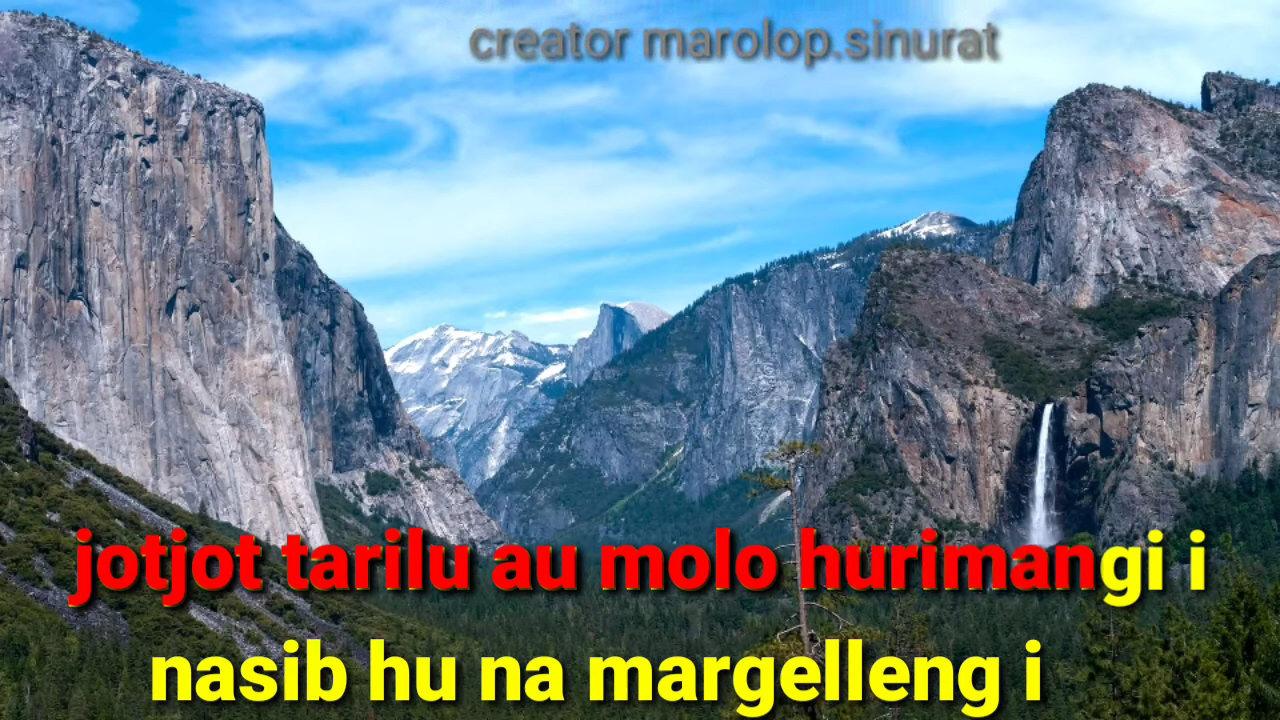 creator marolop.sinurat
jotjot tarilu au molo hurimangi i
nasib hu na margelleng i